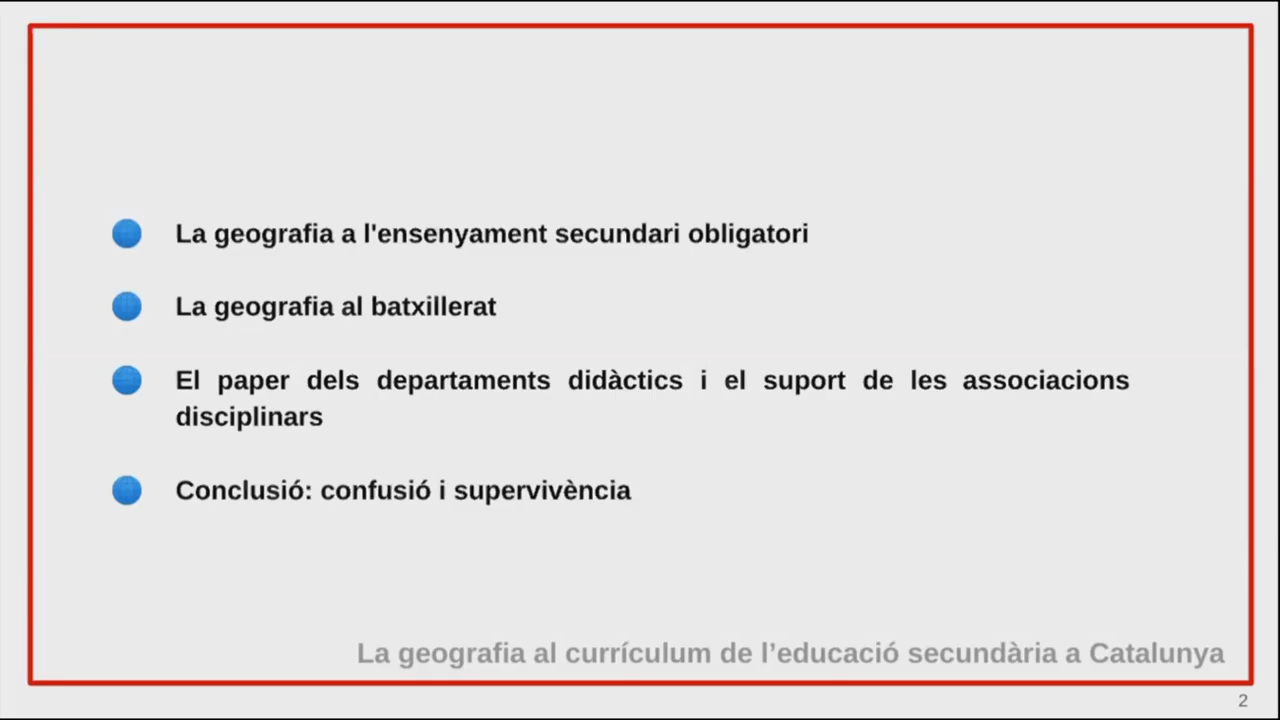 La geografia a l'ensenyament secundari obligatori
La geografia al batxillerat
El paper dels departaments didàctics i el suport de les associacions
disciplinars
Conclusió: confusió i supervivència
La geografia al currículum de l’educació secundària a Catalunya
2